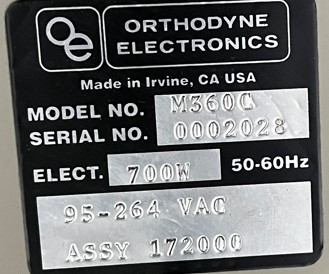 oe
ORTHODYNE
ELECTRONICS
Made in Irvine, CA USA
MODEL NO. M360C
SERIAL NO. 0002028
ELECT. 700W 50-60Hz
95-264 VAC
ASSY 172000